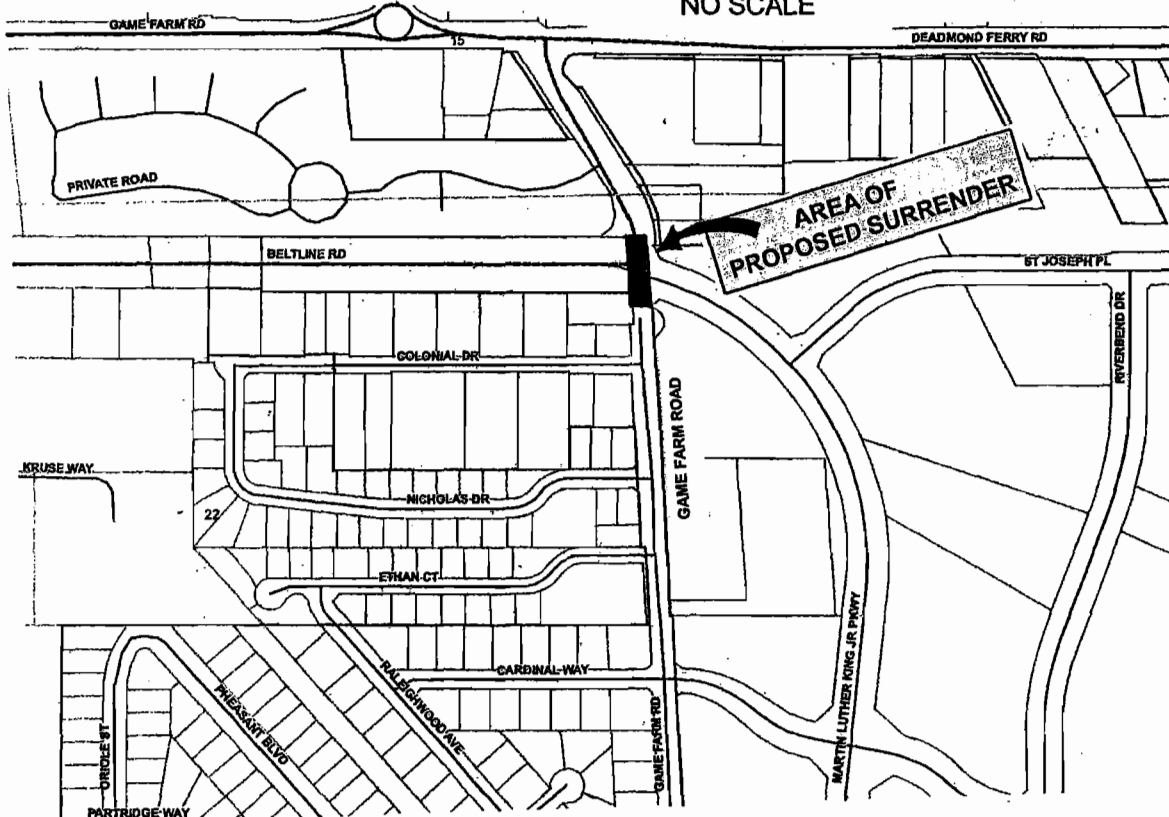 NO SCALE
GAME FARM RD
15
DEADMOND FERRY RD
PRIVATE ROAD
AREA OF
PROPOSED SURRENDER
BELTLINE RD
ST JOSEPH PL
RIVERBEND DR
COLONIAL DR
GAME FARM ROAD
KRUSE WAY
NICHOLAS DR
22
ETHAN CT
CARDINAL WAY
RALEIGHWOOD AVE
PHEASANT BLVD
ORIOLE ST
GAME FARM RD
MARTIN LUTHER KING JR PKWY
PARTRIDGE WAY